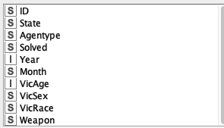 S ID
S State
S Agentype
S Solved
I Year
S Month
I VicAge
S VicSex
S VicRace
S Weapon